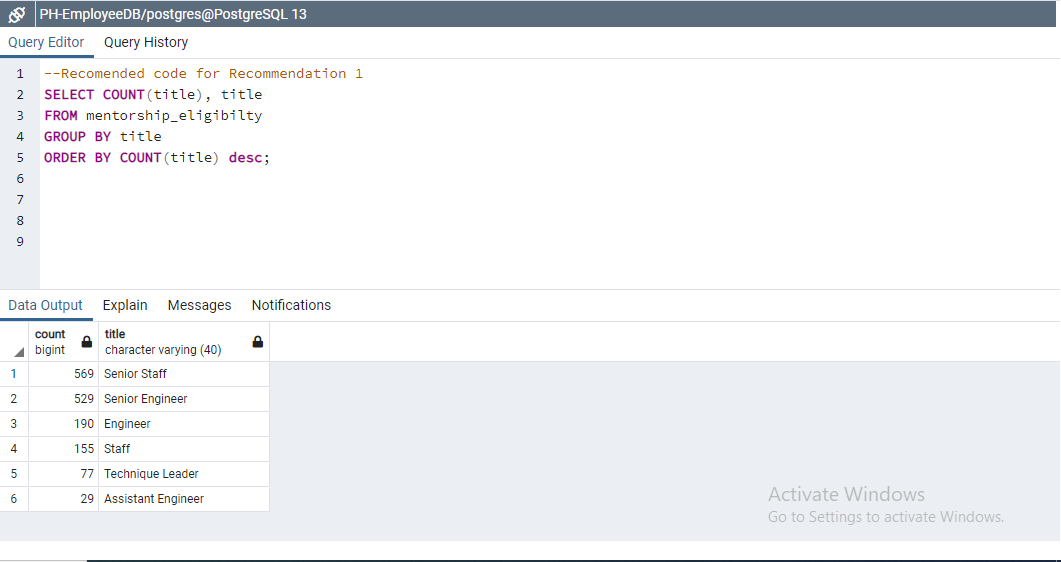 PH-EmployeeDB/postgres@PostgreSQL 13
Query Editor Query History
1 --Recomended code for Recommendation 1
2 SELECT COUNT(title), title
3 FROM mentorship_eligibilty
4 GROUP BY title
5 ORDER BY COUNT(title) desc;
6
7
8
9
Data Output Explain Messages Notifications
count title
bigint character varying (40)
1 569 Senior Staff
2 529 Senior Engineer
3 190 Engineer
4 155 Staff
5 77 Technique Leader
6 29 Assistant Engineer
Activate Windows
Go to Settings to activate Windows.